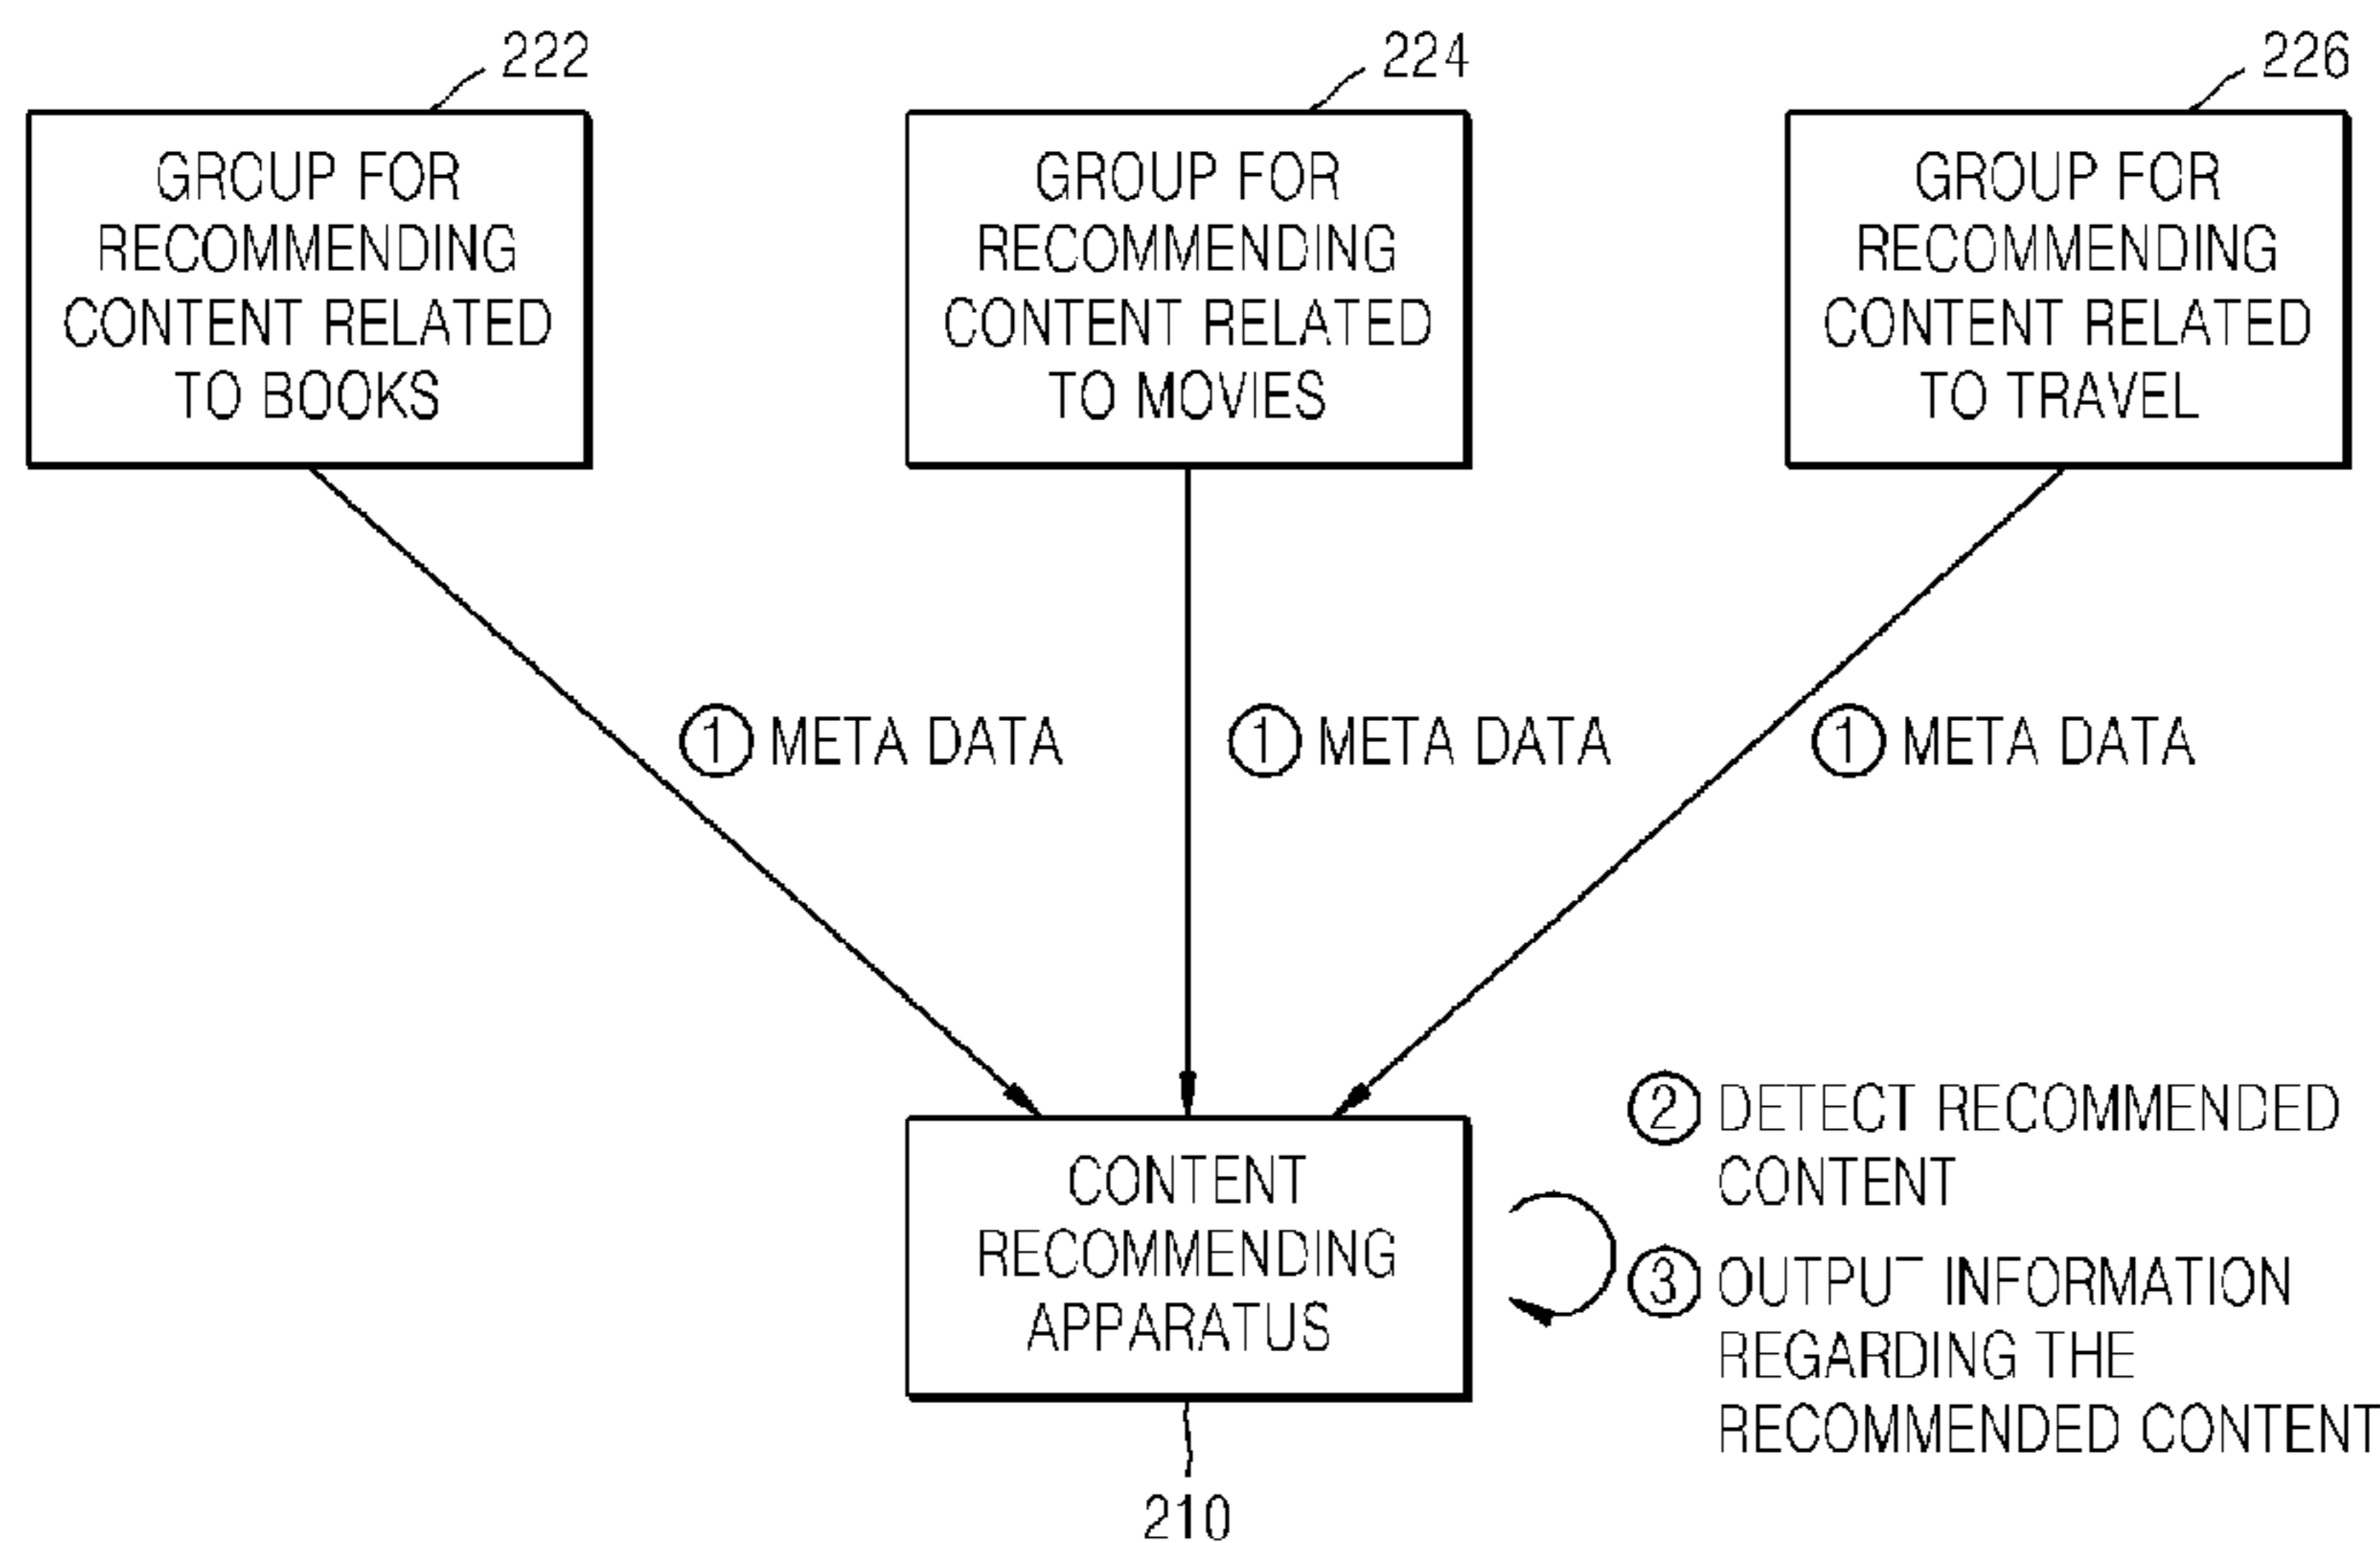 222
GROUP FOR
RECOMMENDING
CONTENT RELATED
TO BOOKS
224
GROUP FOR
RECOMMENDING
CONTENT RELATED
TO MOVIES
226
GROUP FOR
RECOMMENDING
CONTENT RELATED
TO TRAVEL
① META DATA
① META DATA
① META DATA
CONTENT
RECOMMENDING
APPARATUS
210
② DETECT RECOMMENDED
CONTENT
③ OUTPUT INFORMATION
REGARDING THE
RECOMMENDED CONTENT